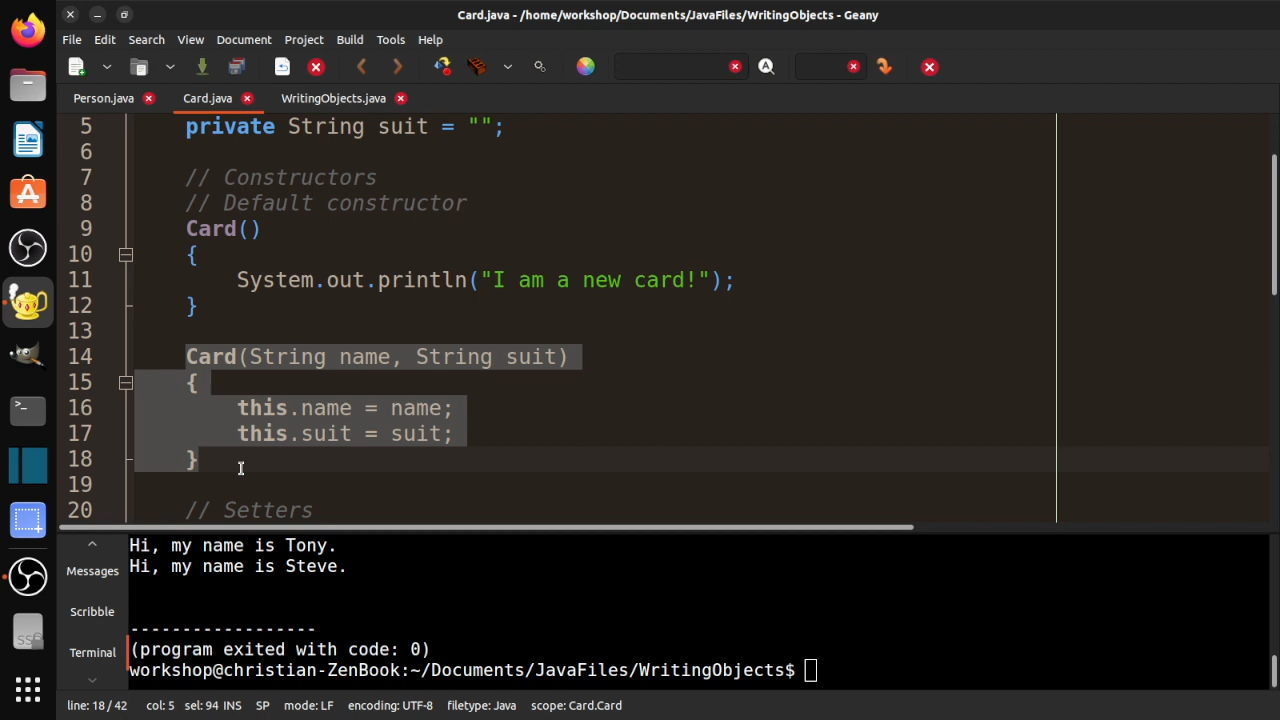 Card.java - /home/workshop/Documents/JavaFiles/WritingObjects - Geany
File Edit Search View Document Project Build Tools Help
Person.java Card.java WritingObjects.java
5 private String suit = "";
6
7 // Constructors
8 // Default constructor
9 Card()
10 {
11 System.out.println("I am a new card!");
12 }
13
14 Card(String name, String suit)
15 {
16 this.name = name;
17 this.suit = suit;
18 }
19
20 // Setters
Messages
Scribble
Terminal
Hi, my name is Tony.
Hi, my name is Steve.
------------------
(program exited with code: 0)
workshop@christian-ZenBook:~/Documents/JavaFiles/WritingObjects$
line: 18 / 42 col: 5 sel: 94 INS SP mode: LF encoding: UTF-8 filetype: Java scope: Card.Card